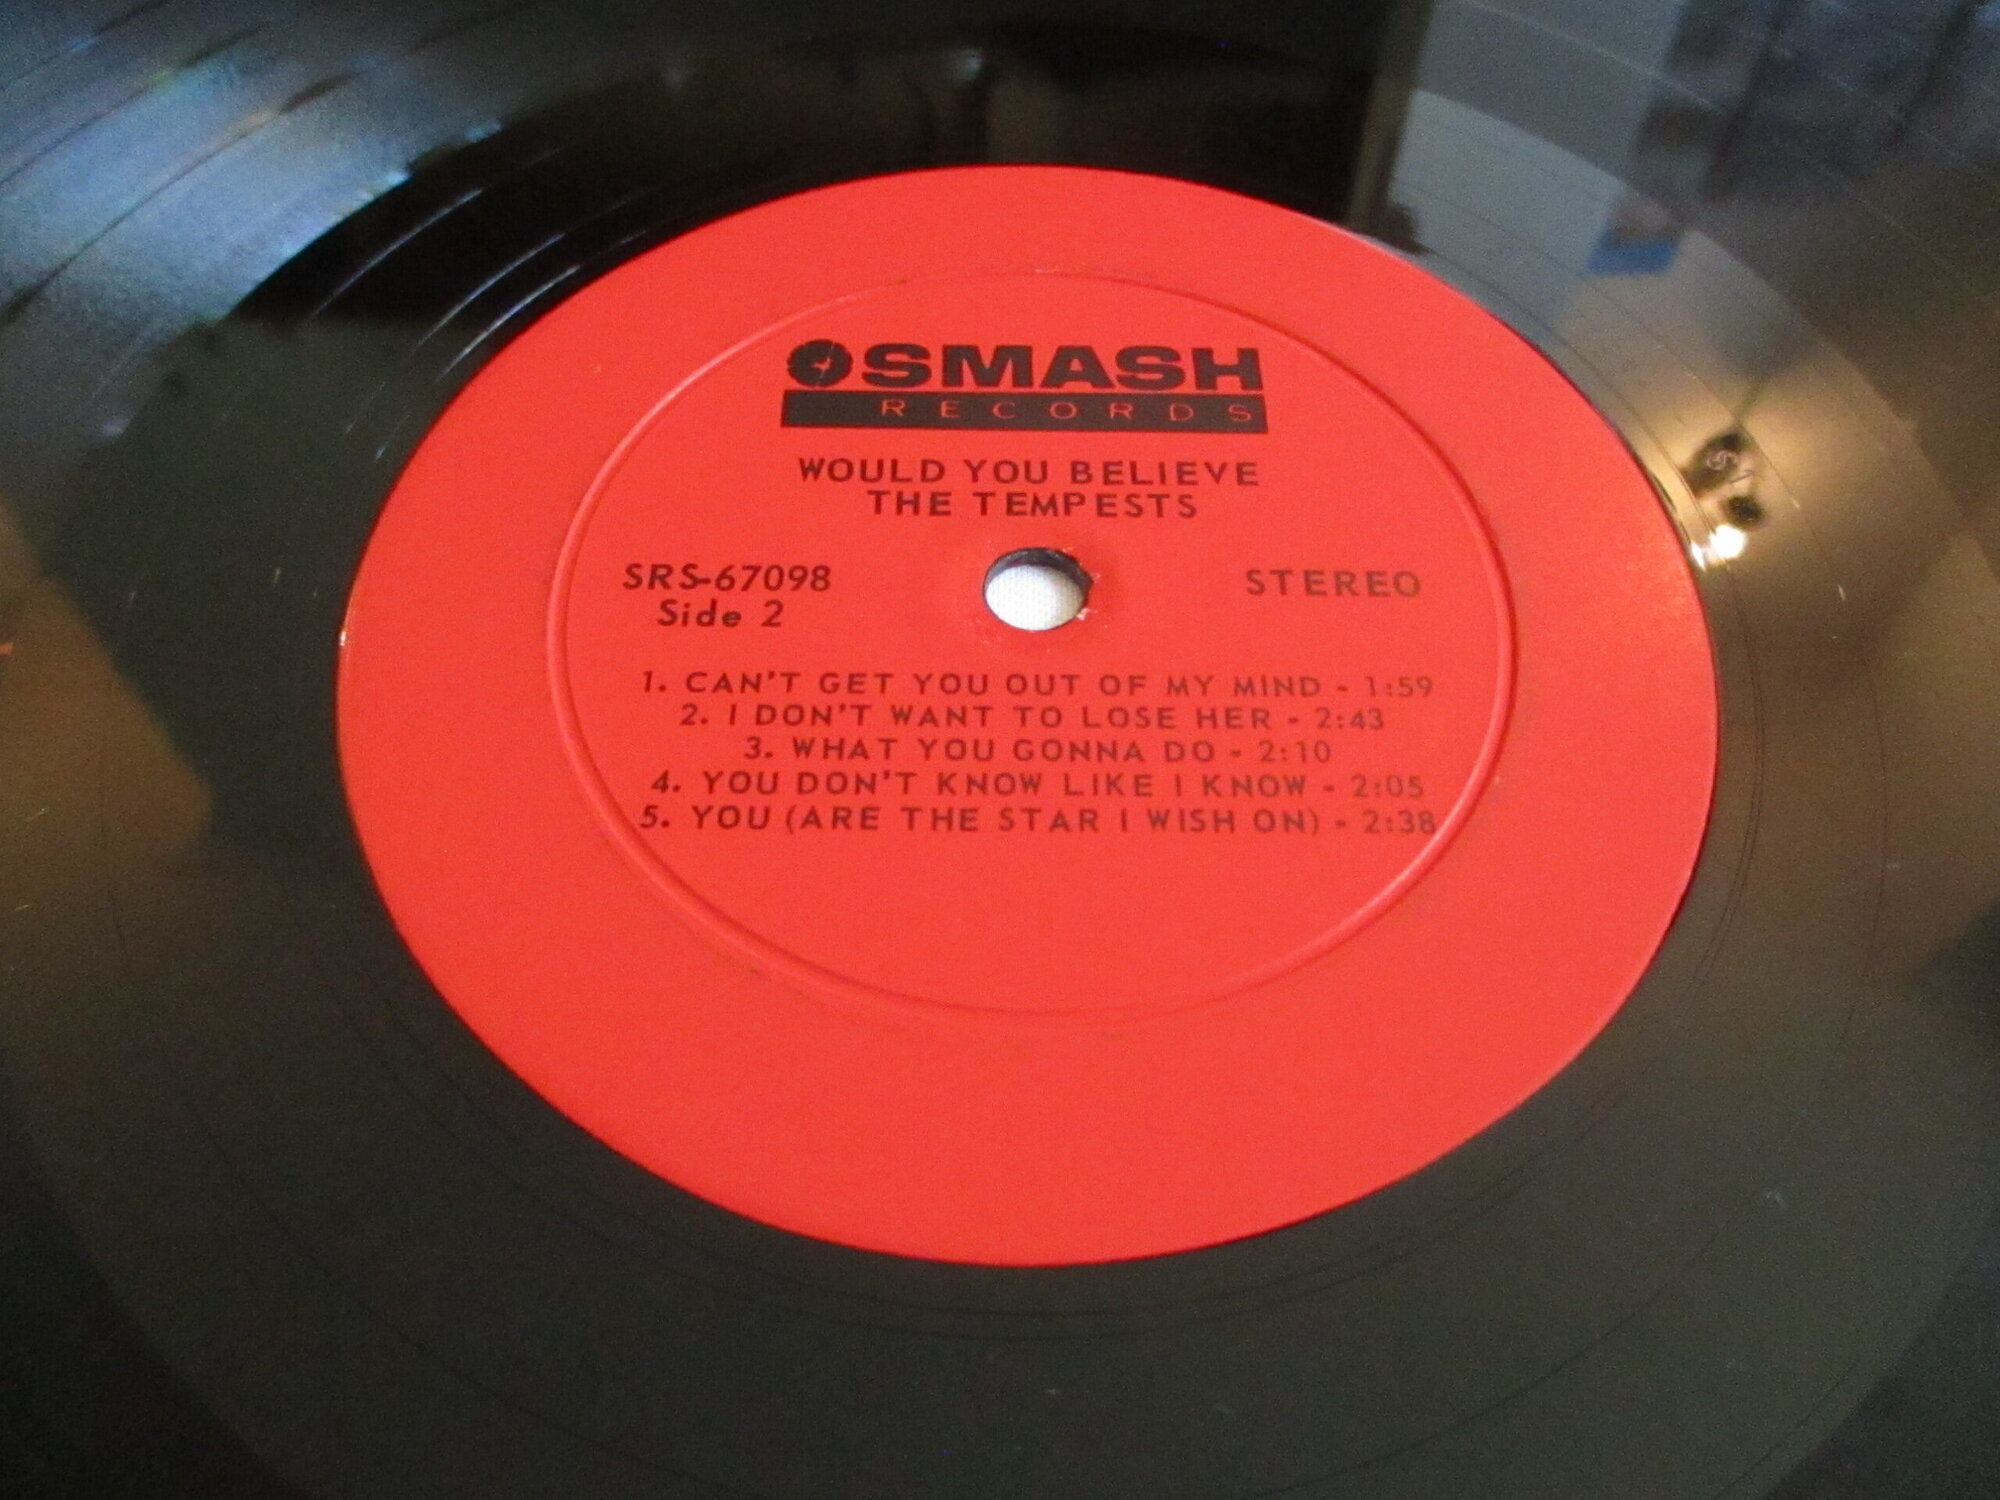 SMASH
RECORDS
WOULD YOU BELIEVE
THE TEMPESTS
SRS-67098
Side 2
STEREO
1. CAN'T GET YOU OUT OF MY MIND - 1:59
2. I DON'T WANT TO LOSE HER - 2:43
3. WHAT YOU GONNA DO - 2:10
4. YOU DON'T KNOW LIKE I KNOW - 2:05
5. YOU (ARE THE STAR I WISH ON) - 2:38